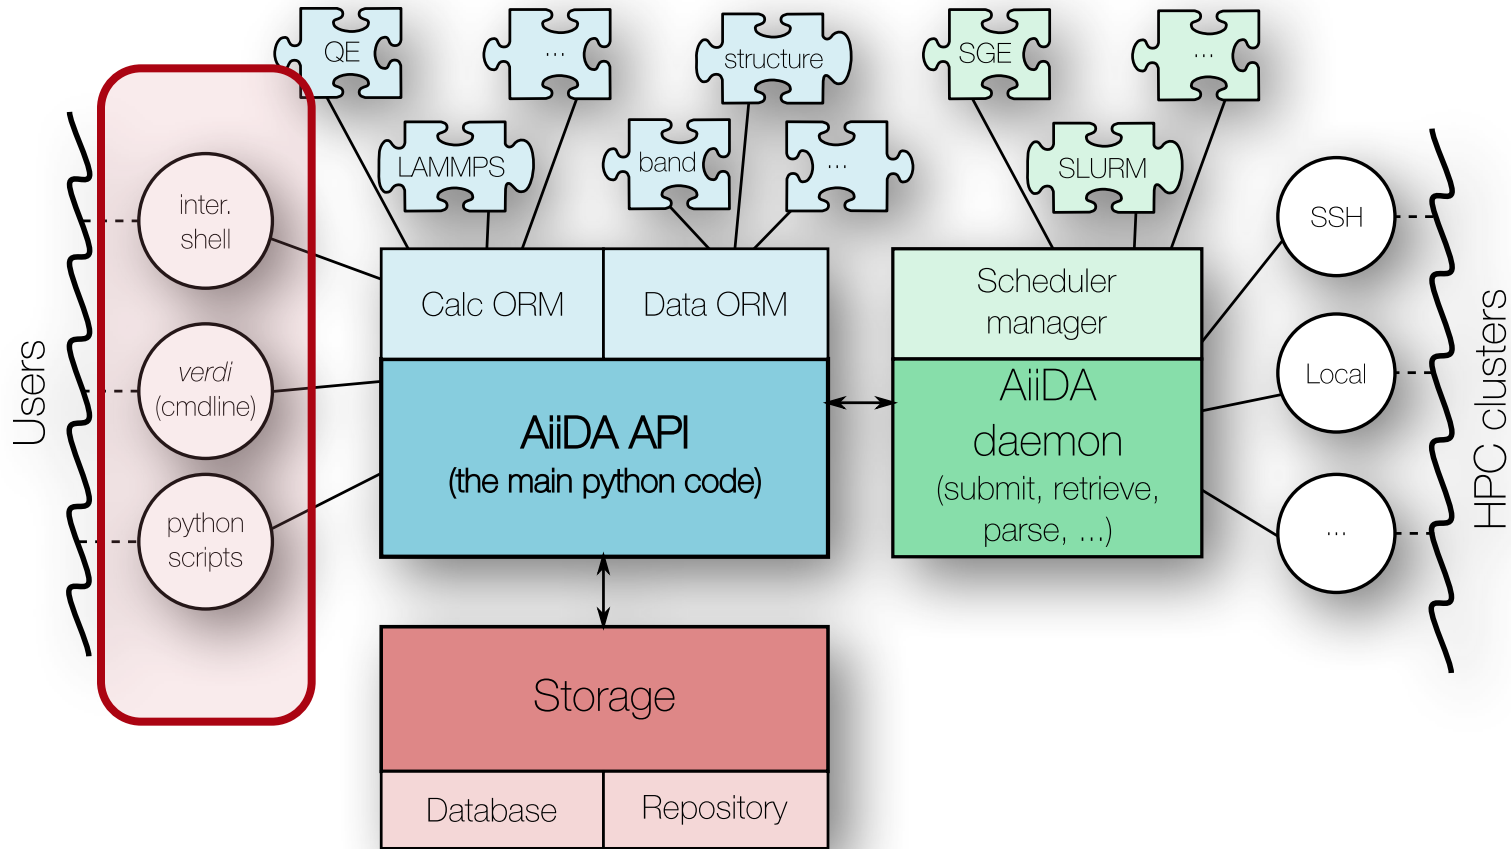 QE
...
structure
SGE
...
LAMMPS
band
...
SLURM
inter.
shell
SSH
Calc ORM
Data ORM
Scheduler
manager
Users
verdi
(cmdline)
AiiDA API
(the main python code)
AiiDA
daemon
(submit, retrieve,
parse, ...)
Local
HPC clusters
python
scripts
...
Storage
Database
Repository